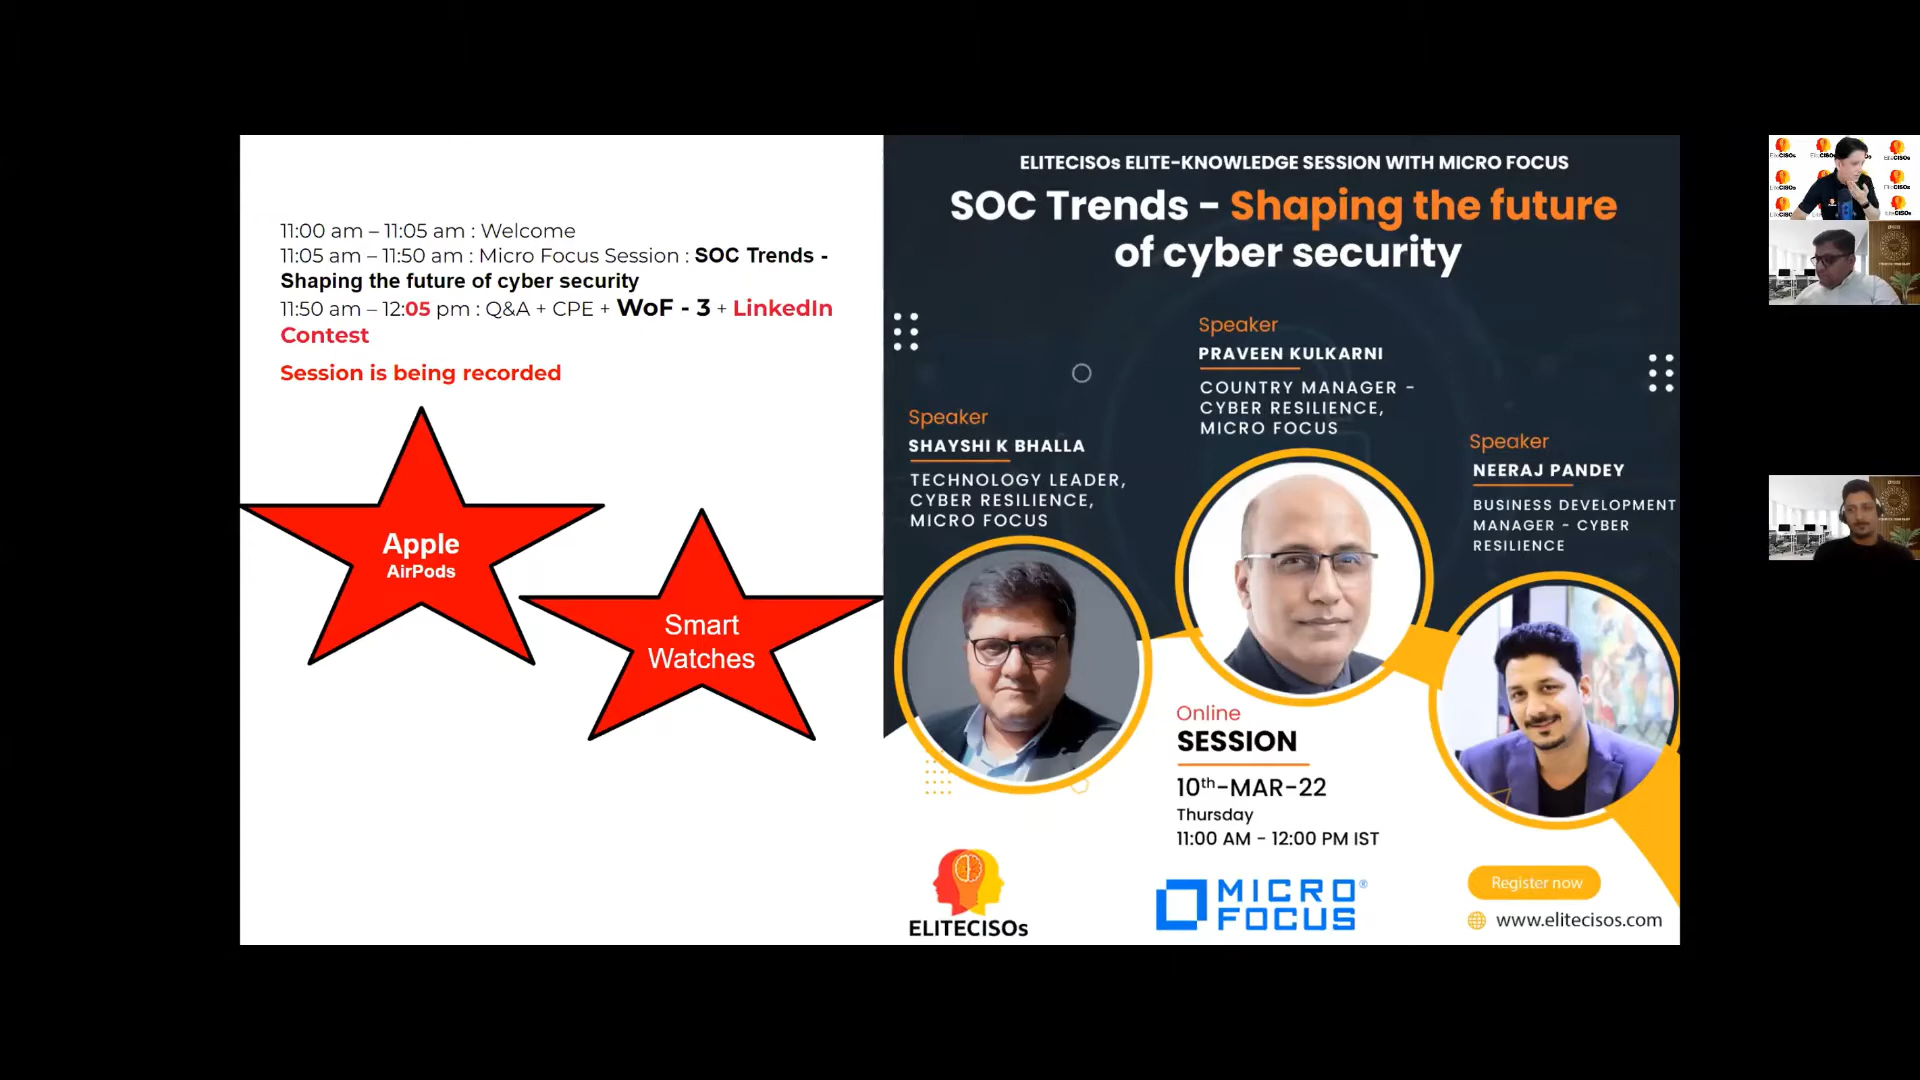 11:00 am – 11:05 am : Welcome
11:05 am – 11:50 am : Micro Focus Session : SOC Trends -
Shaping the future of cyber security
11:50 am – 12:05 pm : Q&A + CPE + WoF - 3 + LinkedIn
Contest
Session is being recorded
Apple
AirPods
Smart
Watches
ELITECISOs ELITE-KNOWLEDGE SESSION WITH MICRO FOCUS
SOC Trends - Shaping the future
of cyber security
Speaker
SHAYSHI K BHALLA
TECHNOLOGY LEADER,
CYBER RESILIENCE,
MICRO FOCUS
Speaker
PRAVEEN KULKARNI
COUNTRY MANAGER -
CYBER RESILIENCE,
MICRO FOCUS
Speaker
NEERAJ PANDEY
BUSINESS DEVELOPMENT
MANAGER - CYBER
RESILIENCE
Online
SESSION
10th-MAR-22
Thursday
11:00 AM - 12:00 PM IST
ELITECISOs
MICRO
FOCUS®
Register now
www.elitecisos.com